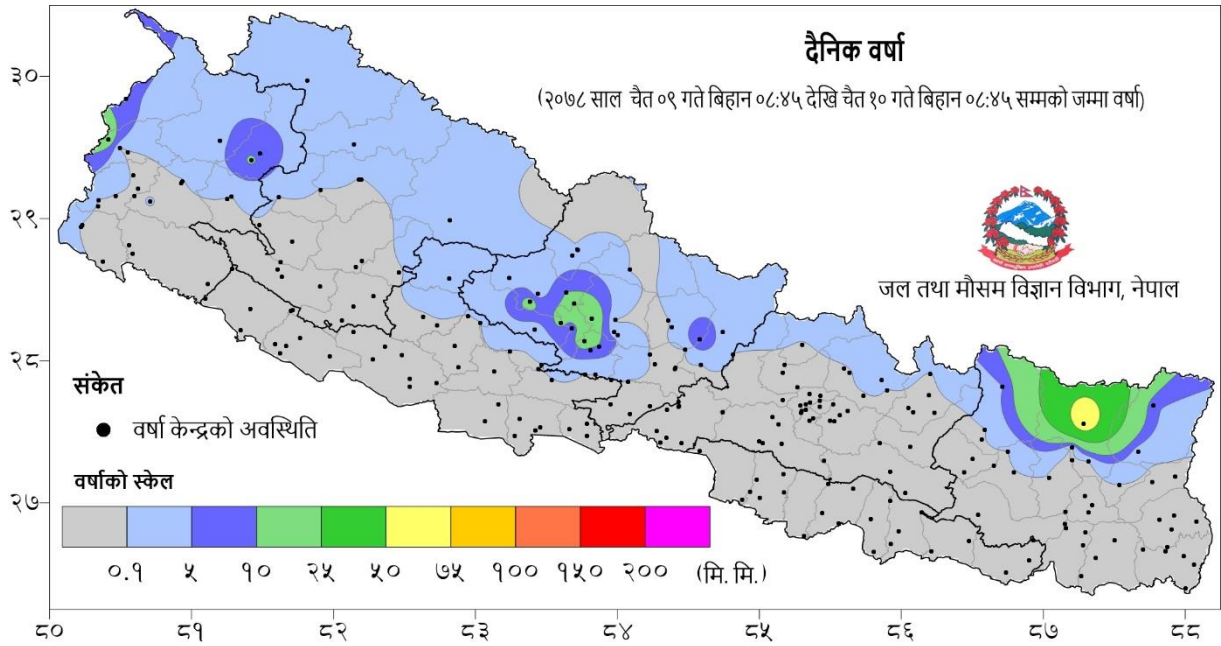 दैनिक वर्षा
(२०७८ साल चैत ०९ गते बिहान ०८:४५ देखि चैत १० गते बिहान ०८:४५ सम्मको जम्मा वर्षा)
जल तथा मौसम विज्ञान विभाग, नेपाल
३०
२९
२८
२७
संकेत
वर्षा केन्द्रको अवस्थिति
वर्षाको स्केल
०.१ ५ १० २५ ५० ७५ १०० १५० २०० (मि. मि.)
८० ८१ ८२ ८३ ८४ ८५ ८६ ८७ ८८